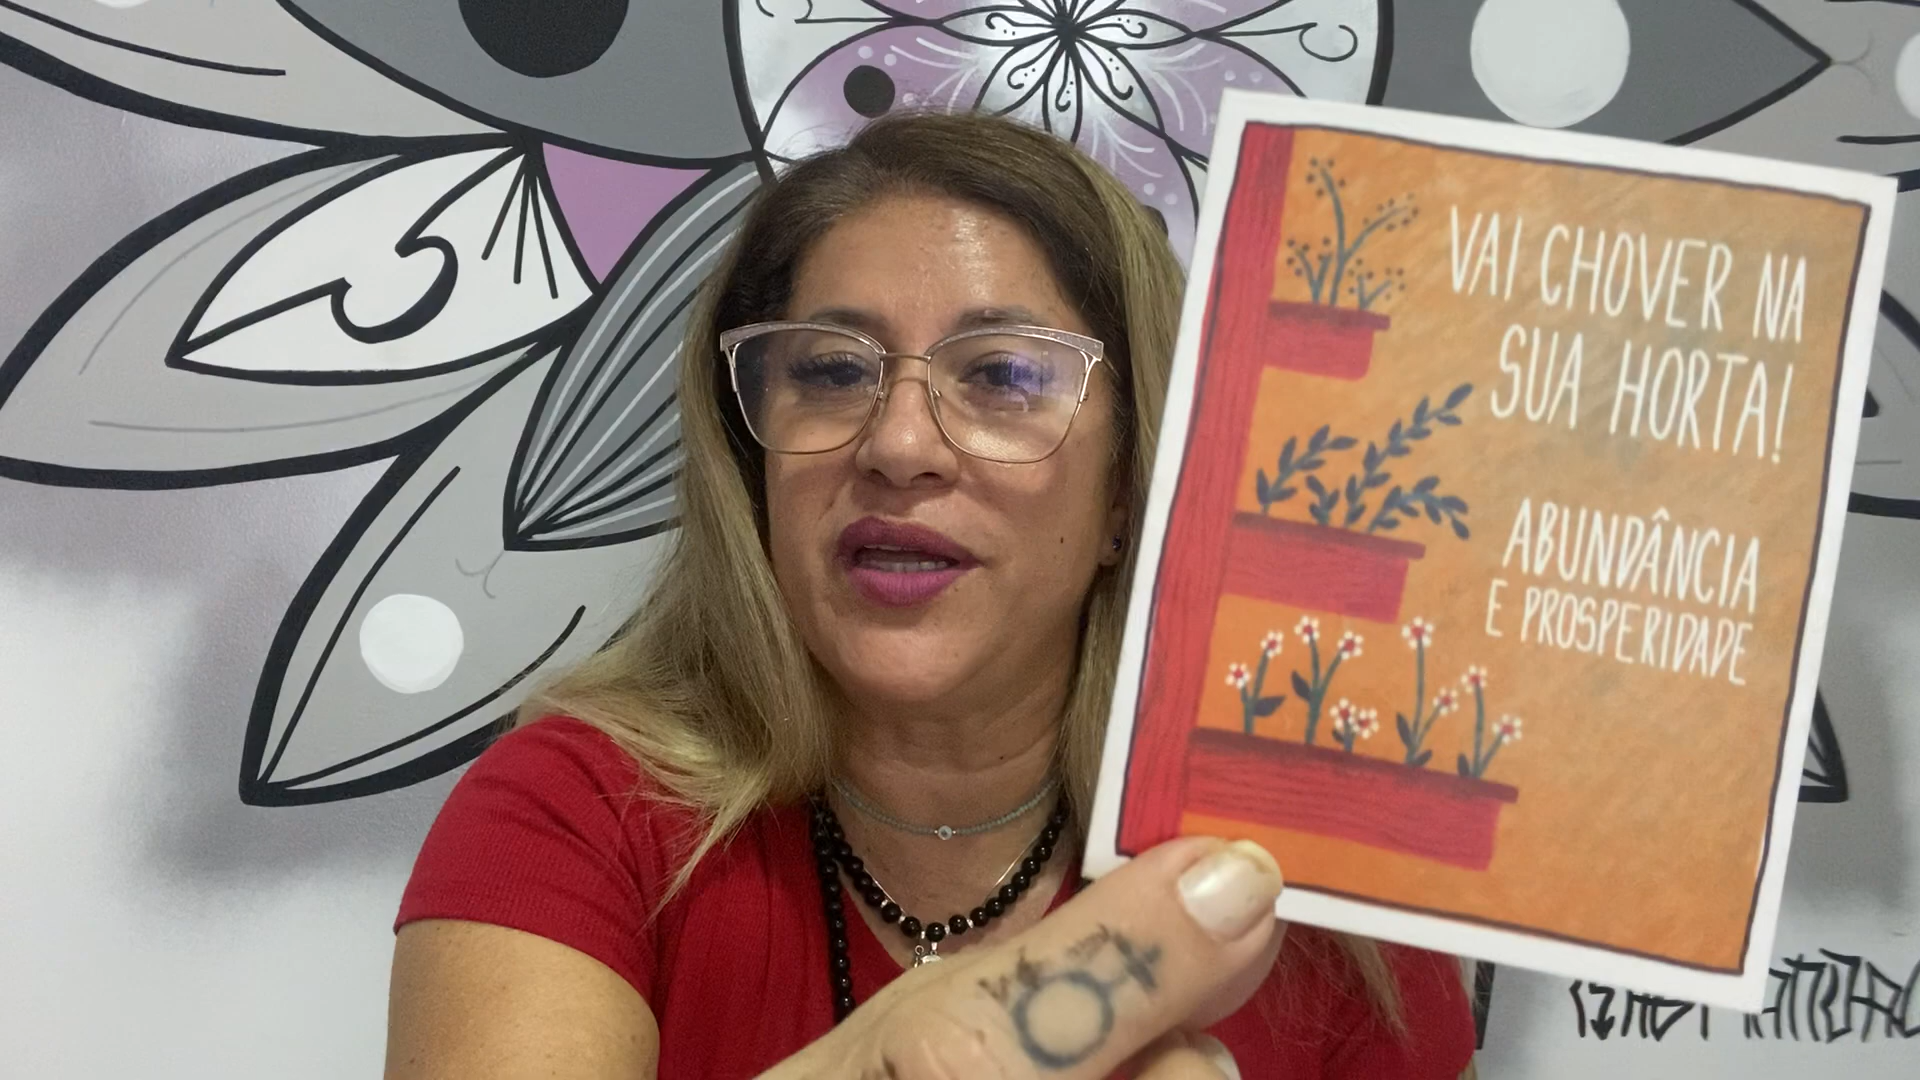 VAI CHOVER NA
SUA HORTA!
ABUNDÂNCIA
E PROSPERIDADE